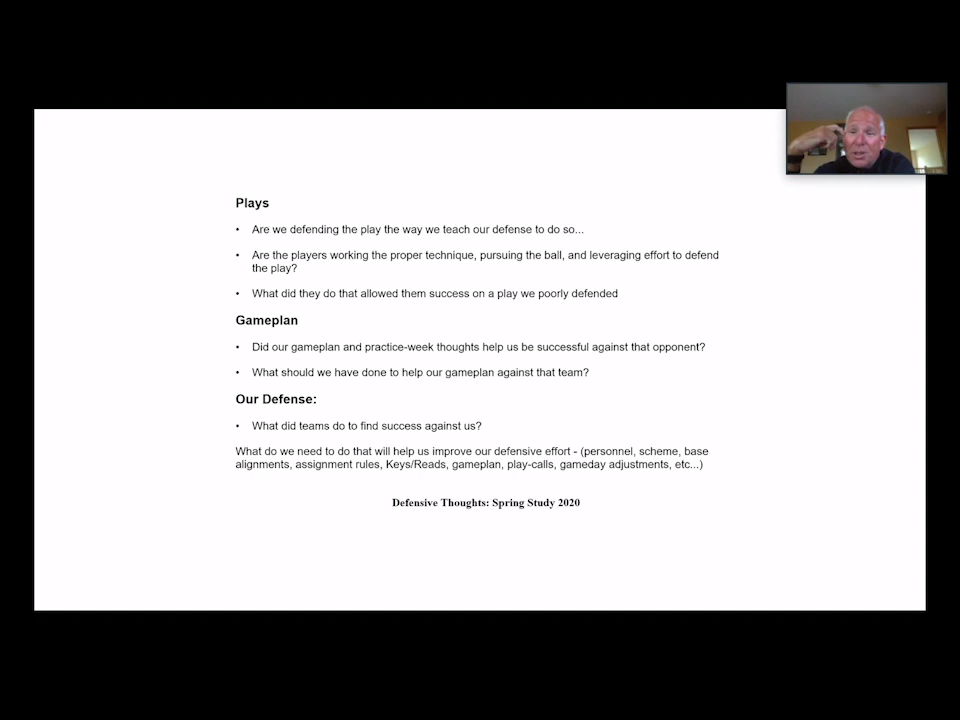 Plays
• Are we defending the play the way we teach our defense to do so...
• Are the players working the proper technique, pursuing the ball, and leveraging effort to defend
the play?
• What did they do that allowed them success on a play we poorly defended
Gameplan
• Did our gameplan and practice-week thoughts help us be successful against that opponent?
• What should we have done to help our gameplan against that team?
Our Defense:
• What did teams do to find success against us?
What do we need to do that will help us improve our defensive effort - (personnel, scheme, base
alignments, assignment rules, Keys/Reads, gameplan, play-calls, gameday adjustments, etc...)
Defensive Thoughts: Spring Study 2020